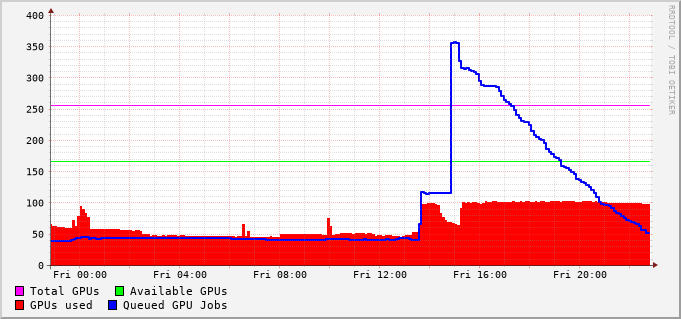 400
350
300
250
200
150
100
50
0
Fri 00:00 Fri 04:00 Fri 08:00 Fri 12:00 Fri 16:00 Fri 20:00
Total GPUs Available GPUs
GPUs used Queued GPU Jobs
RRDTOOL / TOBI OETIKER